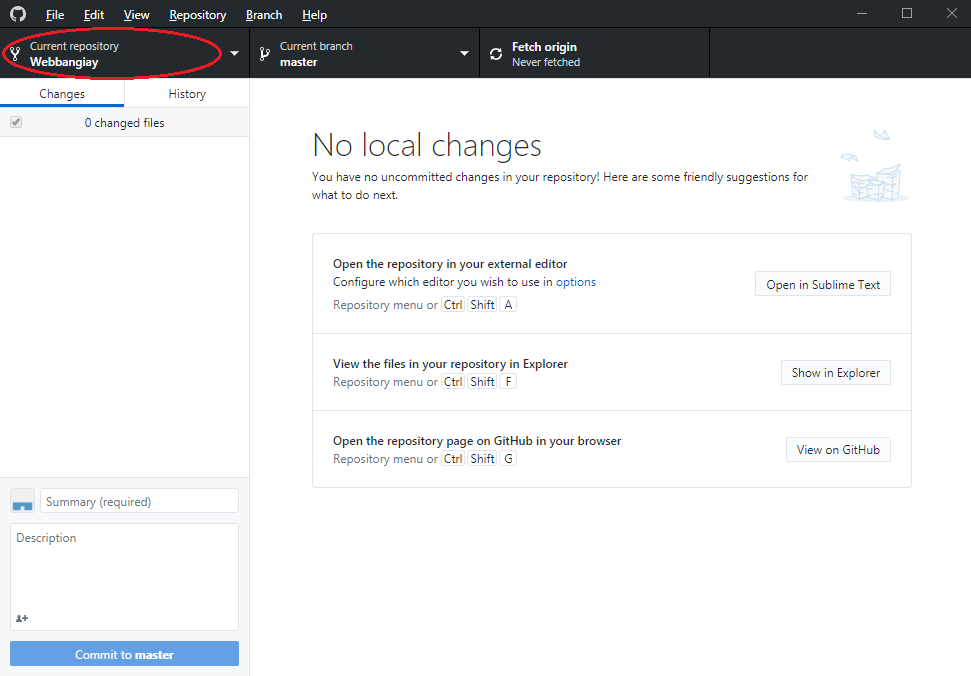 File Edit View Repository Branch Help
Current repository
Webbangiay
Current branch
master
Fetch origin
Never fetched
Changes History
0 changed files
No local changes
You have no uncommitted changes in your repository! Here are some friendly suggestions for
what to do next.
Open the repository in your external editor
Configure which editor you wish to use in options
Repository menu or Ctrl Shift A
Open in Sublime Text
View the files in your repository in Explorer
Repository menu or Ctrl Shift F
Show in Explorer
Open the repository page on GitHub in your browser
Repository menu or Ctrl Shift G
View on GitHub
Summary (required)
Description
Commit to master